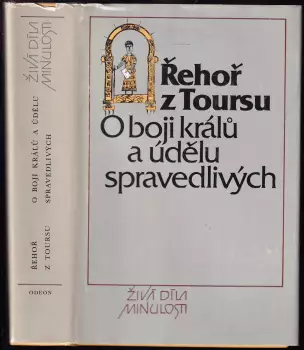 ŽIVÁ DÍLA
MINULOSTI
O BOJI KRÁLŮ A ÚDĚLU
SPRAVEDLIVÝCH
ŘEHOŘ
Z TOURSU
ODEON
Řehoř
z Toursu
O boji králů
a údělu
spravedlivých
ŽIVÁ DÍLA
MINULOSTI